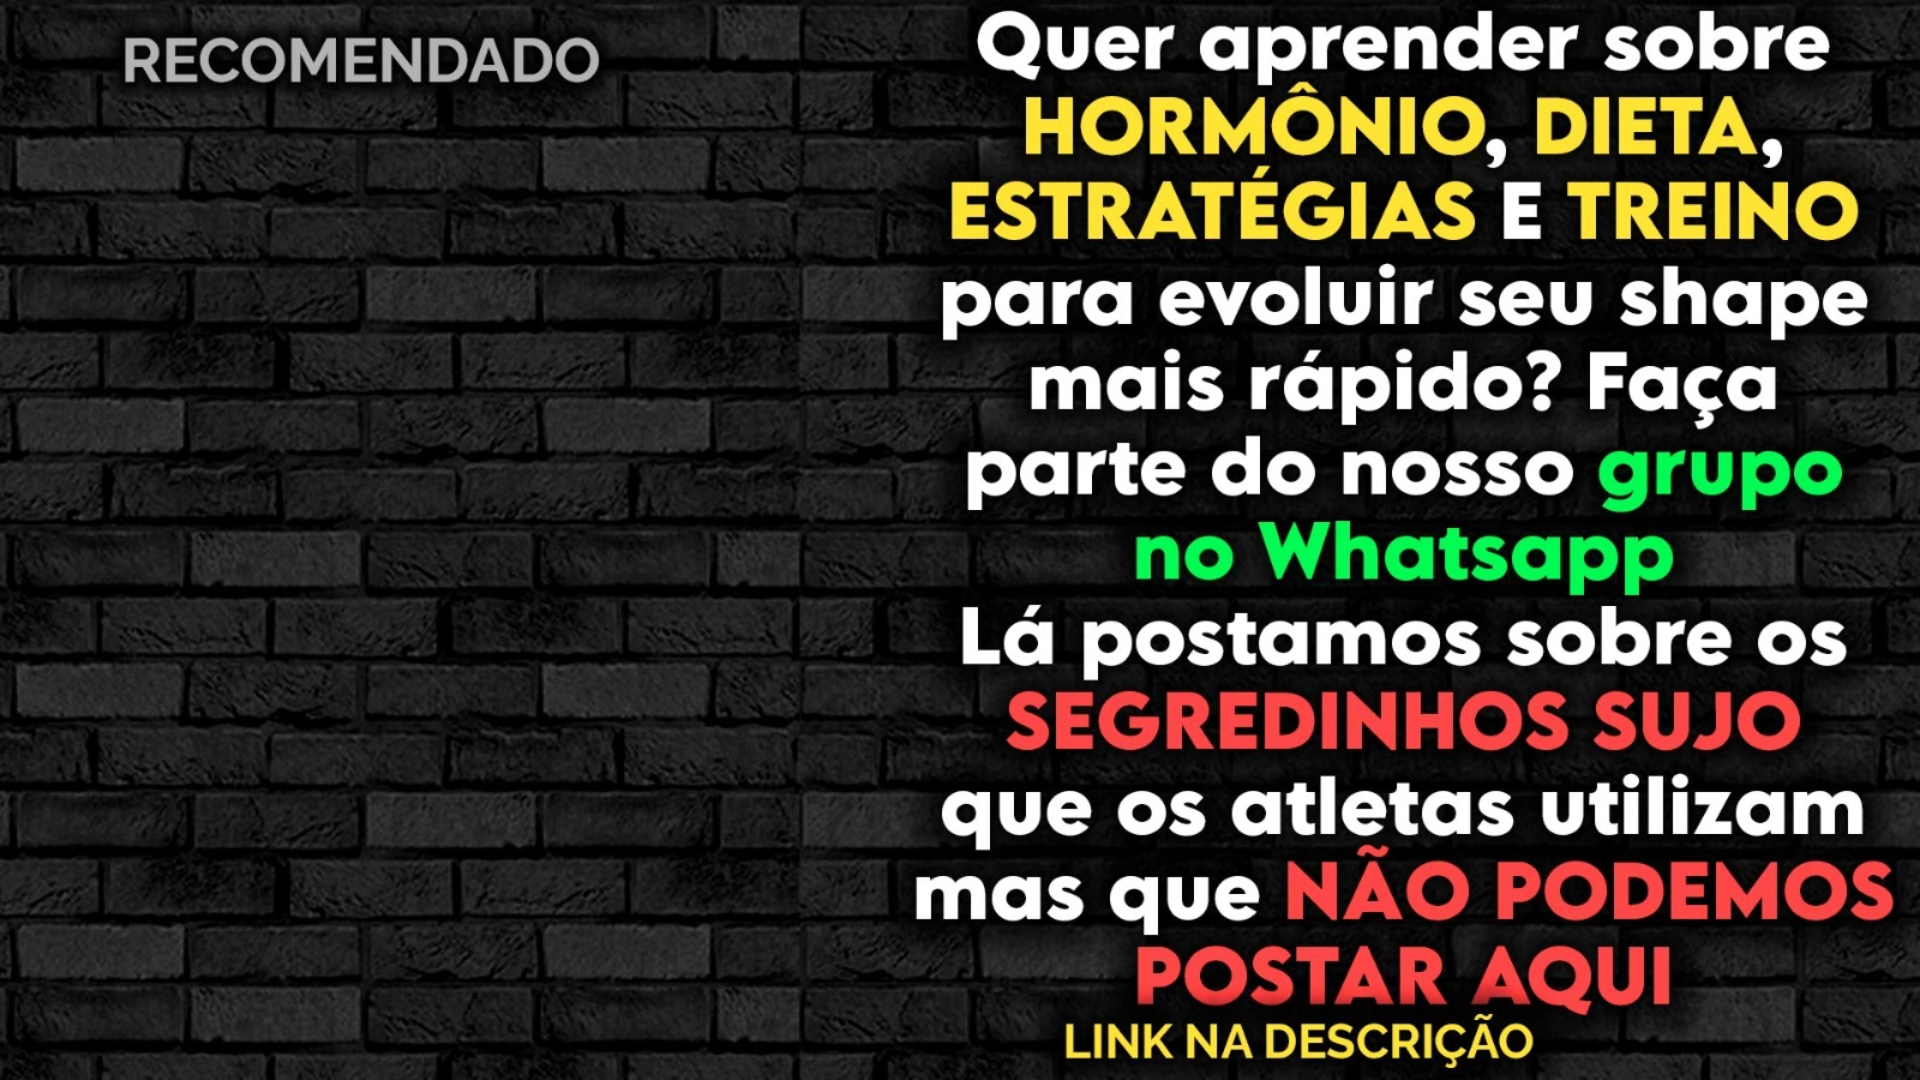 RECOMENDADO
Quer aprender sobre
HORMÔNIO, DIETA,
ESTRATÉGIAS E TREINO
para evoluir seu shape
mais rápido? Faça
parte do nosso grupo
no Whatsapp
Lá postamos sobre os
SEGREDINHOS SUJO
que os atletas utilizam
mas que NÃO PODEMOS
POSTAR AQUI
LINK NA DESCRIÇÃO